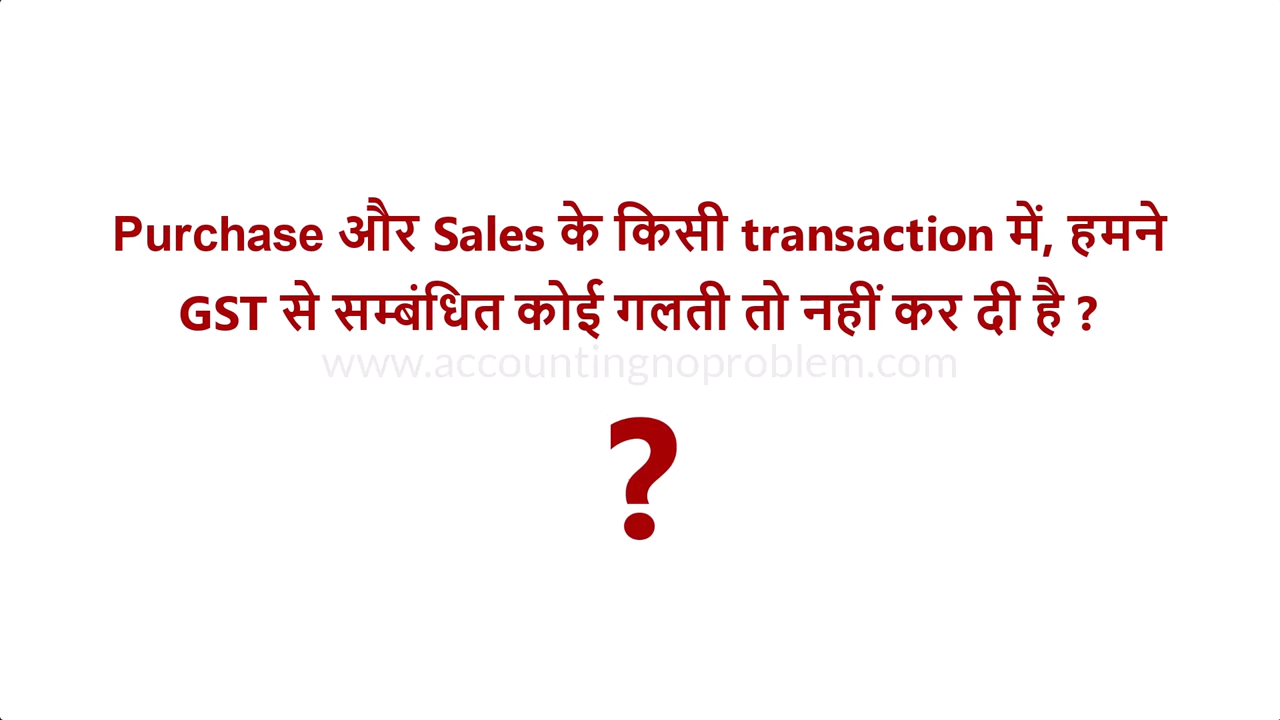 Purchase और Sales के किसी transaction में, हमने
GST से सम्बंधित कोई गलती तो नहीं कर दी है ?
www.accountingnoproblem.com
?